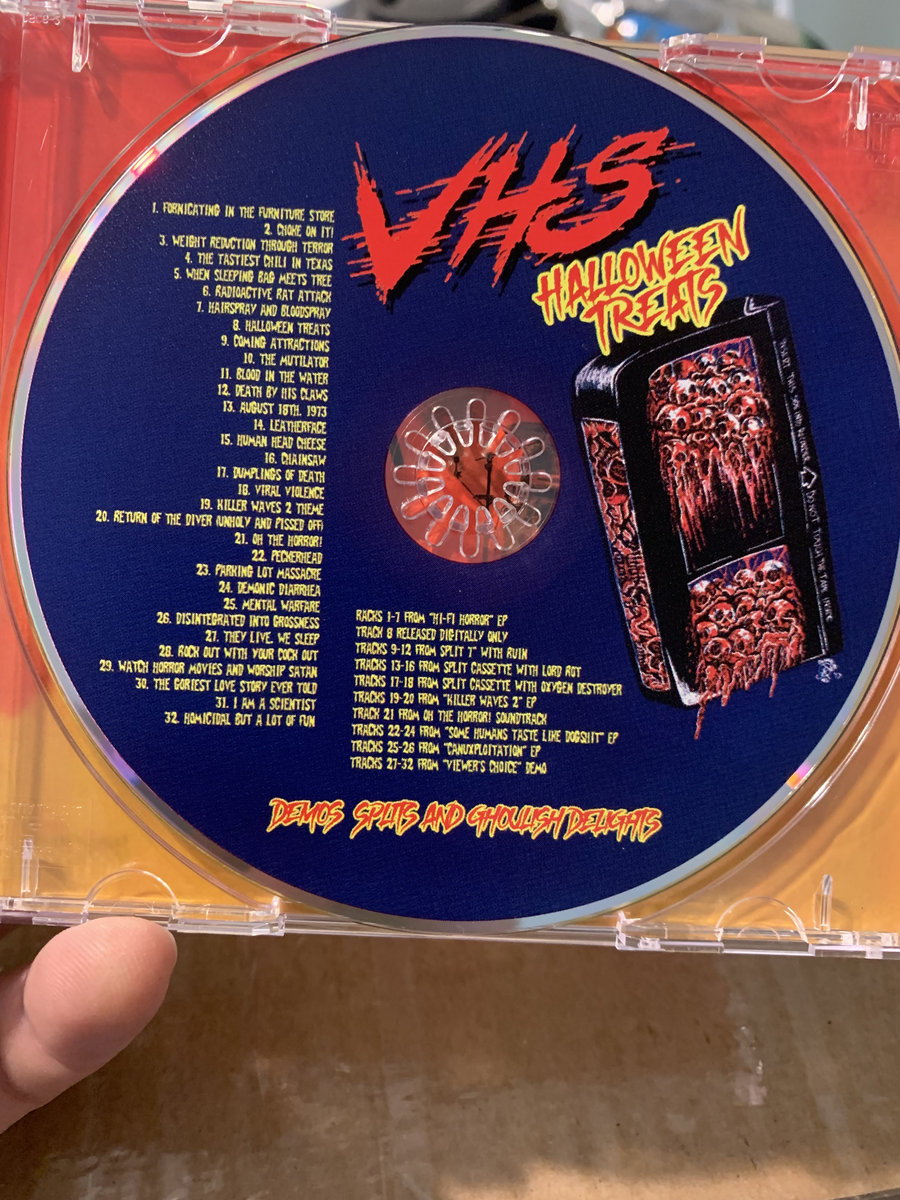 VHS
HALLOWEEN
TREATS
1. FORNICATING IN THE FURNITURE STORE
2. CHOKE ON IT!
3. WEIGHT REDUCTION THROUGH TERROR
4. THE TASTIEST CHILI IN TEXAS
5. WHEN SLEEPING BAG MEETS TREE
6. RADIOACTIVE RAT ATTACK
7. HAIRSPRAY AND BLOODSPRAY
8. HALLOWEEN TREATS
9. COMING ATTRACTIONS
10. THE MUTILATOR
11. BLOOD IN THE WATER
12. DEATH BY HIS CLAWS
13. AUGUST 18TH, 1973
14. LEATHERFACE
15. HUMAN HEAD CHEESE
16. CHAINSAW
17. DUMPLINGS OF DEATH
18. VIRAL VIOLENCE
19. KILLER WAVES 2 THEME
20. RETURN OF THE DIVER (UNHOLY AND PISSED OFF)
21. OH THE HORROR!
22. PECKERHEAD
23. PARKING LOT MASSACRE
24. DEMONIC DIARRHEA
25. MENTAL WARFARE
26. DISINTEGRATED INTO GROSSNESS
27. THEY LIVE, WE SLEEP
28. ROCK OUT WITH YOUR COCK OUT
29. WATCH HORROR MOVIES AND WORSHIP SATAN
30. THE GORIEST LOVE STORY EVER TOLD
31. I AM A SCIENTIST
32. HOMICIDAL BUT A LOT OF FUN
RACKS 1-7 FROM "HI-FI HORROR" EP
TRACK 8 RELEASED DIGITALLY ONLY
TRACKS 9-12 FROM SPLIT 7" WITH RUIN
TRACKS 13-16 FROM SPLIT CASSETTE WITH LORD ROT
TRACKS 17-18 FROM SPLIT CASSETTE WITH OXYGEN DESTROYER
TRACKS 19-20 FROM "KILLER WAVES 2" EP
TRACK 21 FROM OH THE HORROR! SOUNDTRACK
TRACKS 22-24 FROM "SOME HUMANS TASTE LIKE DOGSHIT" EP
TRACKS 25-26 FROM "CANUXPLOITATION" EP
TRACKS 27-32 FROM "VIEWER'S CHOICE" DEMO
DEMOS SPLITS AND GHOULISH DELIGHTS